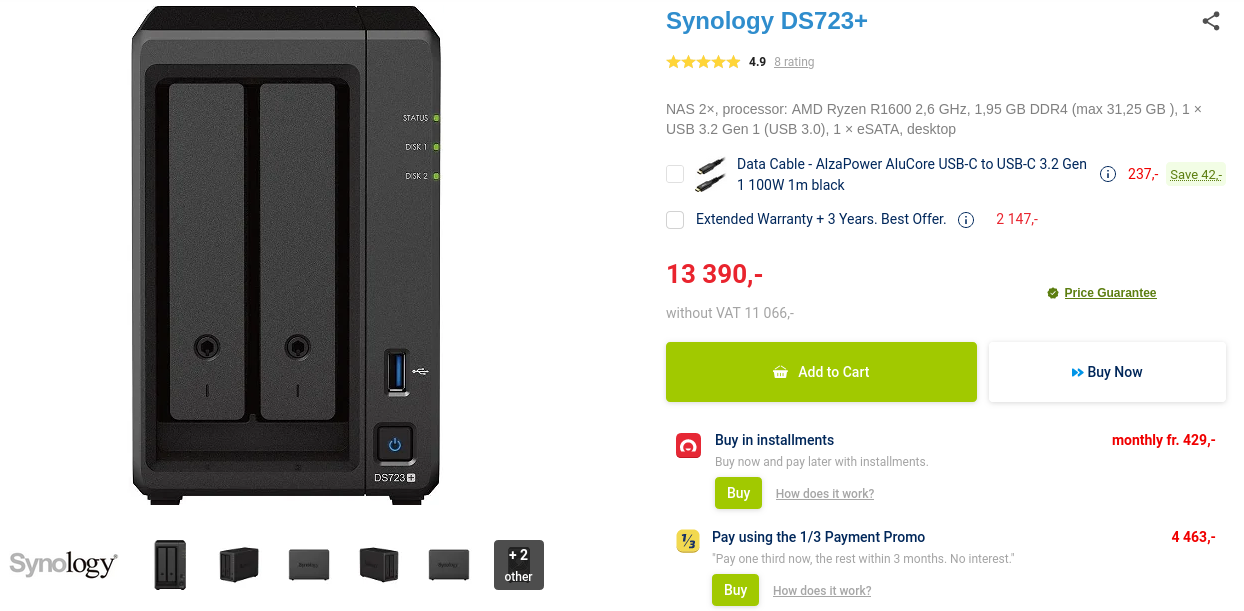 Synology DS723+
4.9 8 rating
NAS 2×, processor: AMD Ryzen R1600 2,6 GHz, 1,95 GB DDR4 (max 31,25 GB ), 1 ×
USB 3.2 Gen 1 (USB 3.0), 1 × eSATA, desktop
Data Cable - AlzaPower AluCore USB-C to USB-C 3.2 Gen
1 100W 1m black
237,- Save 42,-
Extended Warranty + 3 Years. Best Offer. 2 147,-
13 390,-
Price Guarantee
without VAT 11 066,-
Add to Cart
Buy Now
Buy in installments monthly fr. 429,-
Buy now and pay later with installments.
Buy How does it work?
1/3 Pay using the 1/3 Payment Promo 4 463,-
"Pay one third now, the rest within 3 months. No interest."
Buy How does it work?
STATUS
DISK 1
DISK 2
DS723+
Synology
+ 2
other